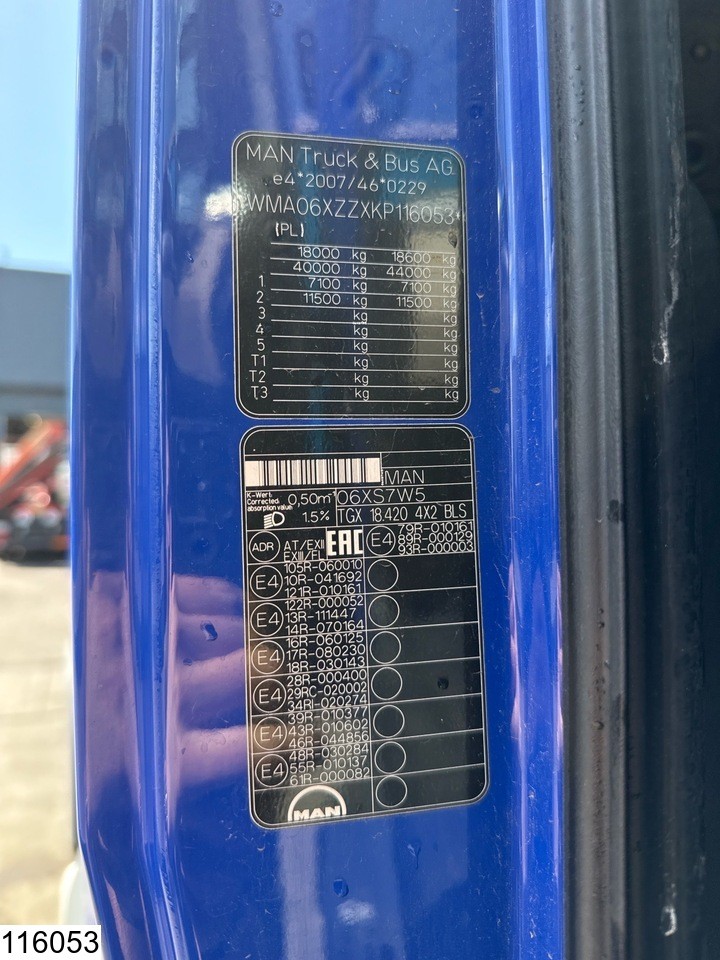 MAN Truck & Bus AG
e4*2007/46*0229
WMA06XZZXKP116053*
(PL)
18000 kg 18600 kg
40000 kg 44000 kg
1 7100 kg 7100 kg
2 11500 kg 11500 kg
3 kg kg
4 kg kg
5 kg kg
T1 kg kg
T2 kg kg
T3 kg kg
MAN
K-Wert: Corrected absorption value: 0,50m⁻¹ 06XS7W5
1.5% TGX 18.420 4X2 BLS
ADR AT/EXII EXIII/FL EAC E4 79R-010161
89R-000129
93R-000003
E4 105R-060010
10R-041692
121R-010161
E4 122R-000052
13R-111447
14R-070164
E4 16R-060125
17R-080230
18R-030143
E4 28R-000400
29RC-020002
34RI-020274
E4 39R-010377
43R-010602
46R-044856
E4 48R-030284
55R-010137
61R-000082
MAN
116053